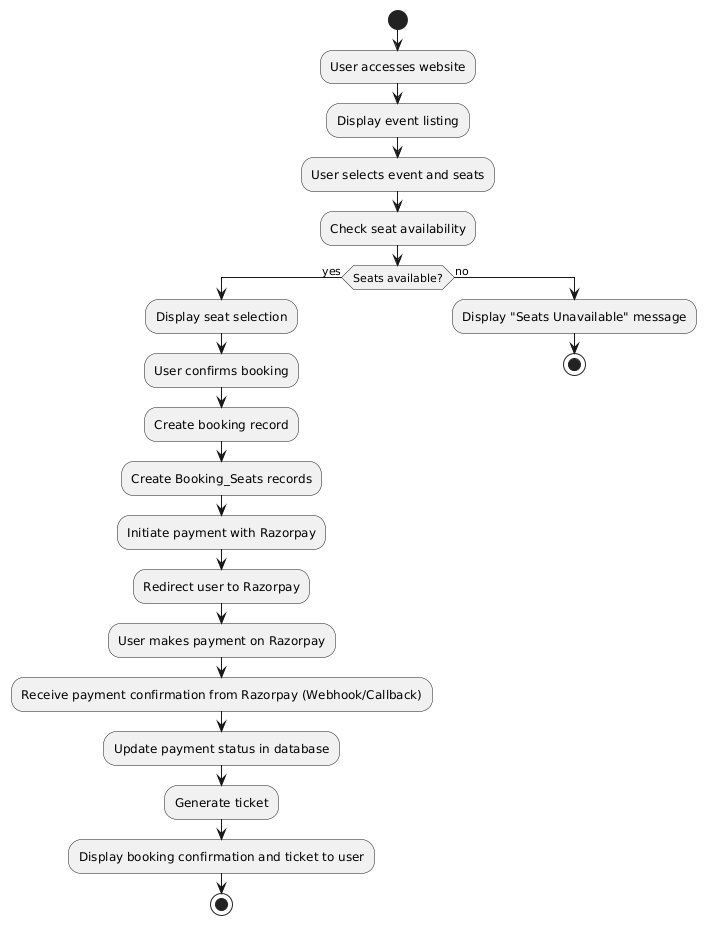 User accesses website
Display event listing
User selects event and seats
Check seat availability
Seats available?
yes
no
Display seat selection
User confirms booking
Create booking record
Create Booking_Seats records
Initiate payment with Razorpay
Redirect user to Razorpay
User makes payment on Razorpay
Receive payment confirmation from Razorpay (Webhook/Callback)
Update payment status in database
Generate ticket
Display booking confirmation and ticket to user
Display "Seats Unavailable" message